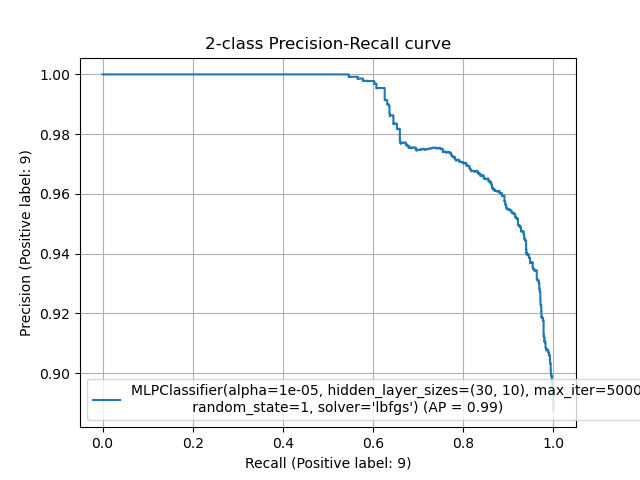 2-class Precision-Recall curve
1.00
0.98
0.96
0.94
0.92
0.90
Precision (Positive label: 9)
MLPClassifier(alpha=1e-05, hidden_layer_sizes=(30, 10), max_iter=5000
random_state=1, solver='lbfgs') (AP = 0.99)
0.0 0.2 0.4 0.6 0.8 1.0
Recall (Positive label: 9)